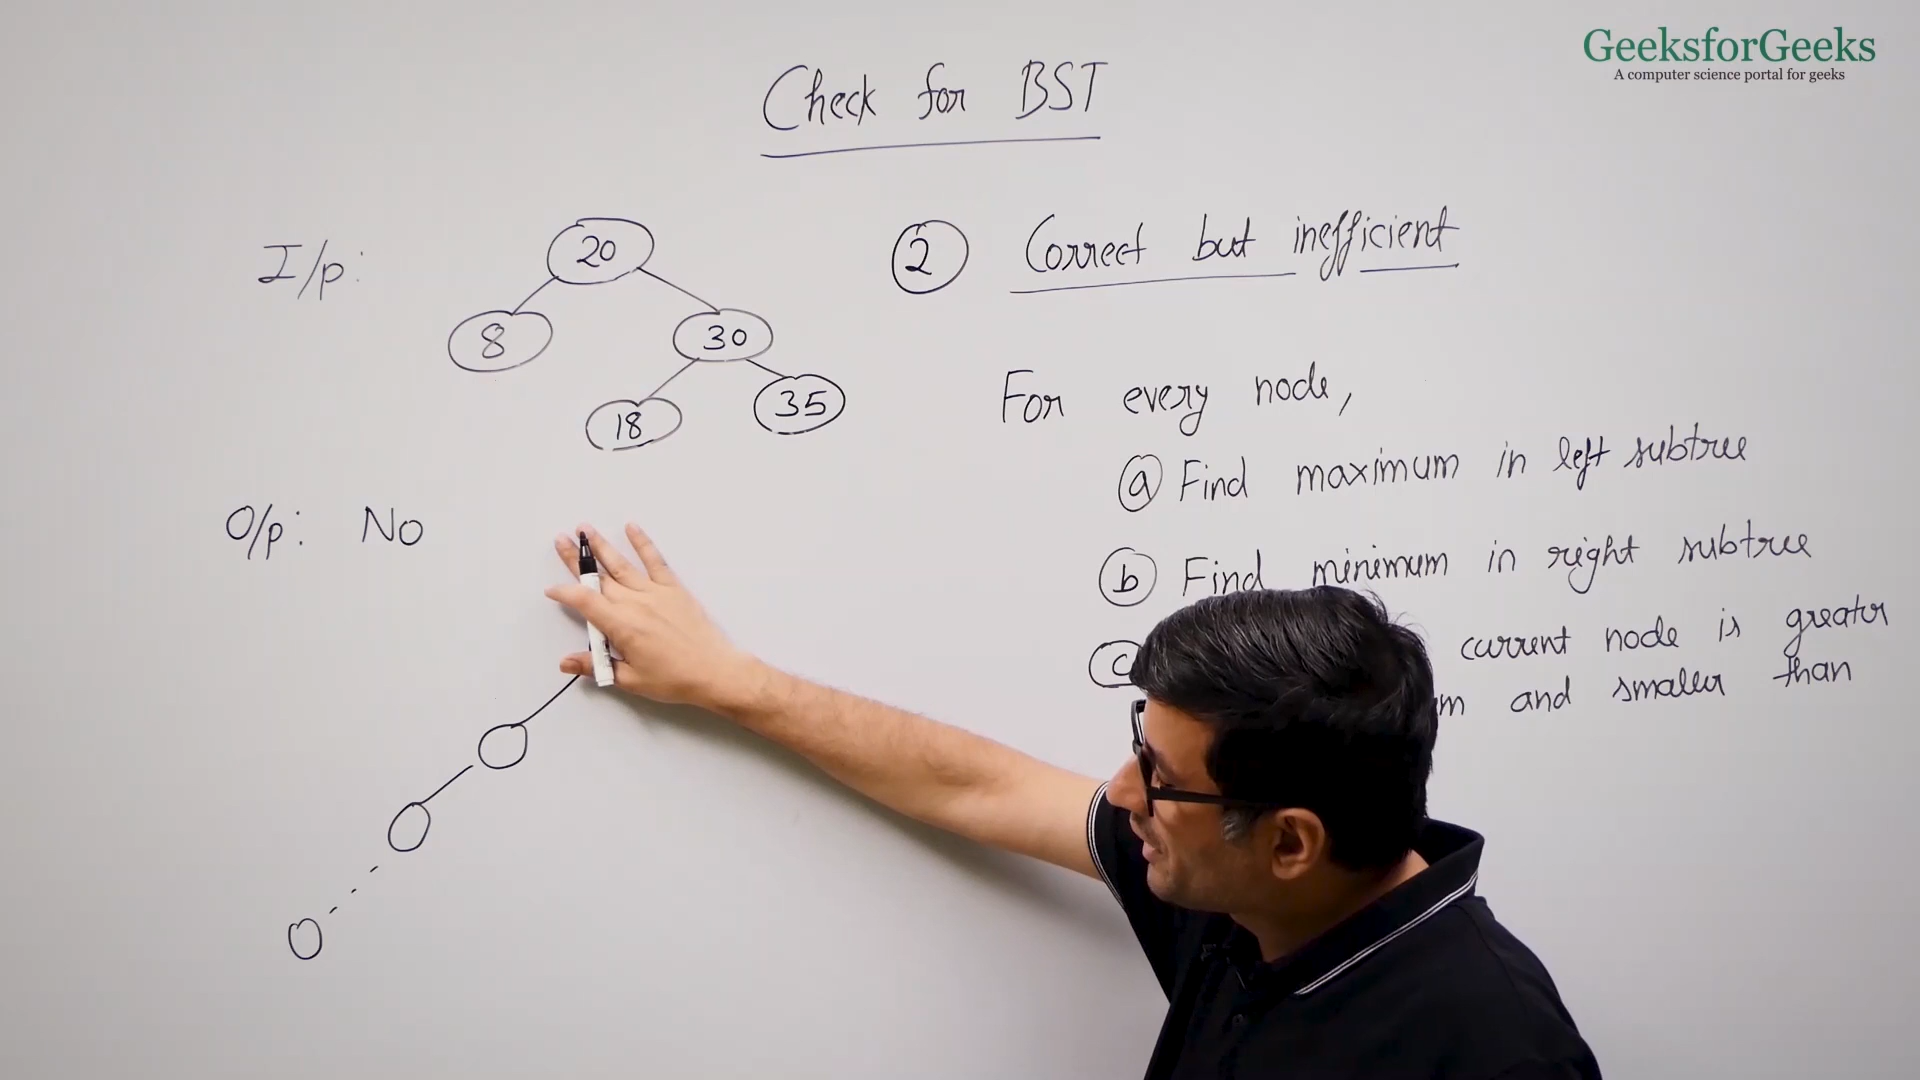 GeeksforGeeks
A computer science portal for geeks
Check for BST
I/p:
20
8
30
18
35
O/p: No
2 Correct but inefficient
For every node,
a Find maximum in left subtree
b Find minimum in right subtree
c current node is greater
and smaller than